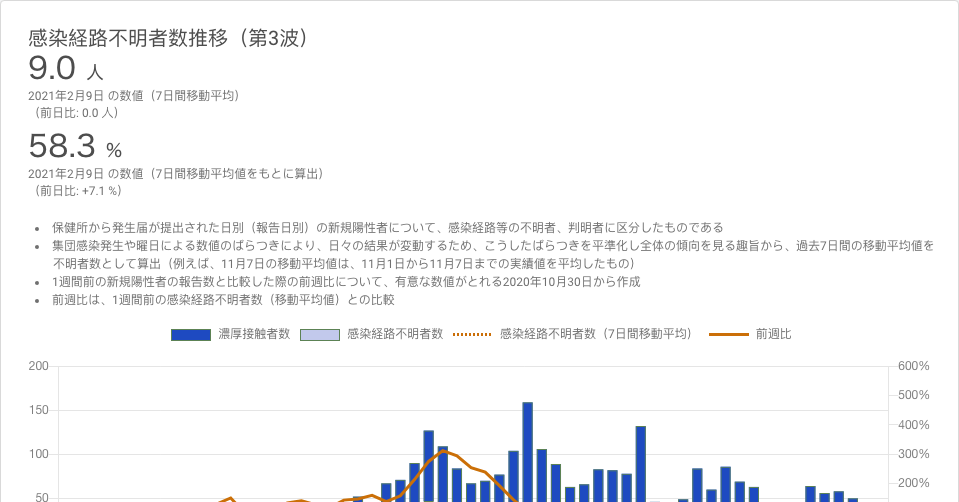 感染経路不明者数推移（第3波）
9.0 人
2021年2月9日 の数値（7日間移動平均）
（前日比: 0.0 人）
58.3 %
2021年2月9日 の数値（7日間移動平均値をもとに算出）
（前日比: +7.1 %）
• 保健所から発生届が提出された日別（報告日別）の新規陽性者について、感染経路等の不明者、判明者に区分したものである
• 集団感染発生や曜日による数値のばらつきにより、日々の結果が変動するため、こうしたばらつきを平準化し全体の傾向を見る趣旨から、過去7日間の移動平均値を
不明者数として算出（例えば、11月7日の移動平均値は、11月1日から11月7日までの実績値を平均したもの）
• 1週間前の新規陽性者の報告数と比較した際の前週比について、有意な数値がとれる2020年10月30日から作成
• 前週比は、1週間前の感染経路不明者数（移動平均値）との比較
濃厚接触者数 感染経路不明者数 感染経路不明者数（7日間移動平均） 前週比
200 600%
500%
150
400%
100 300%
200%
50